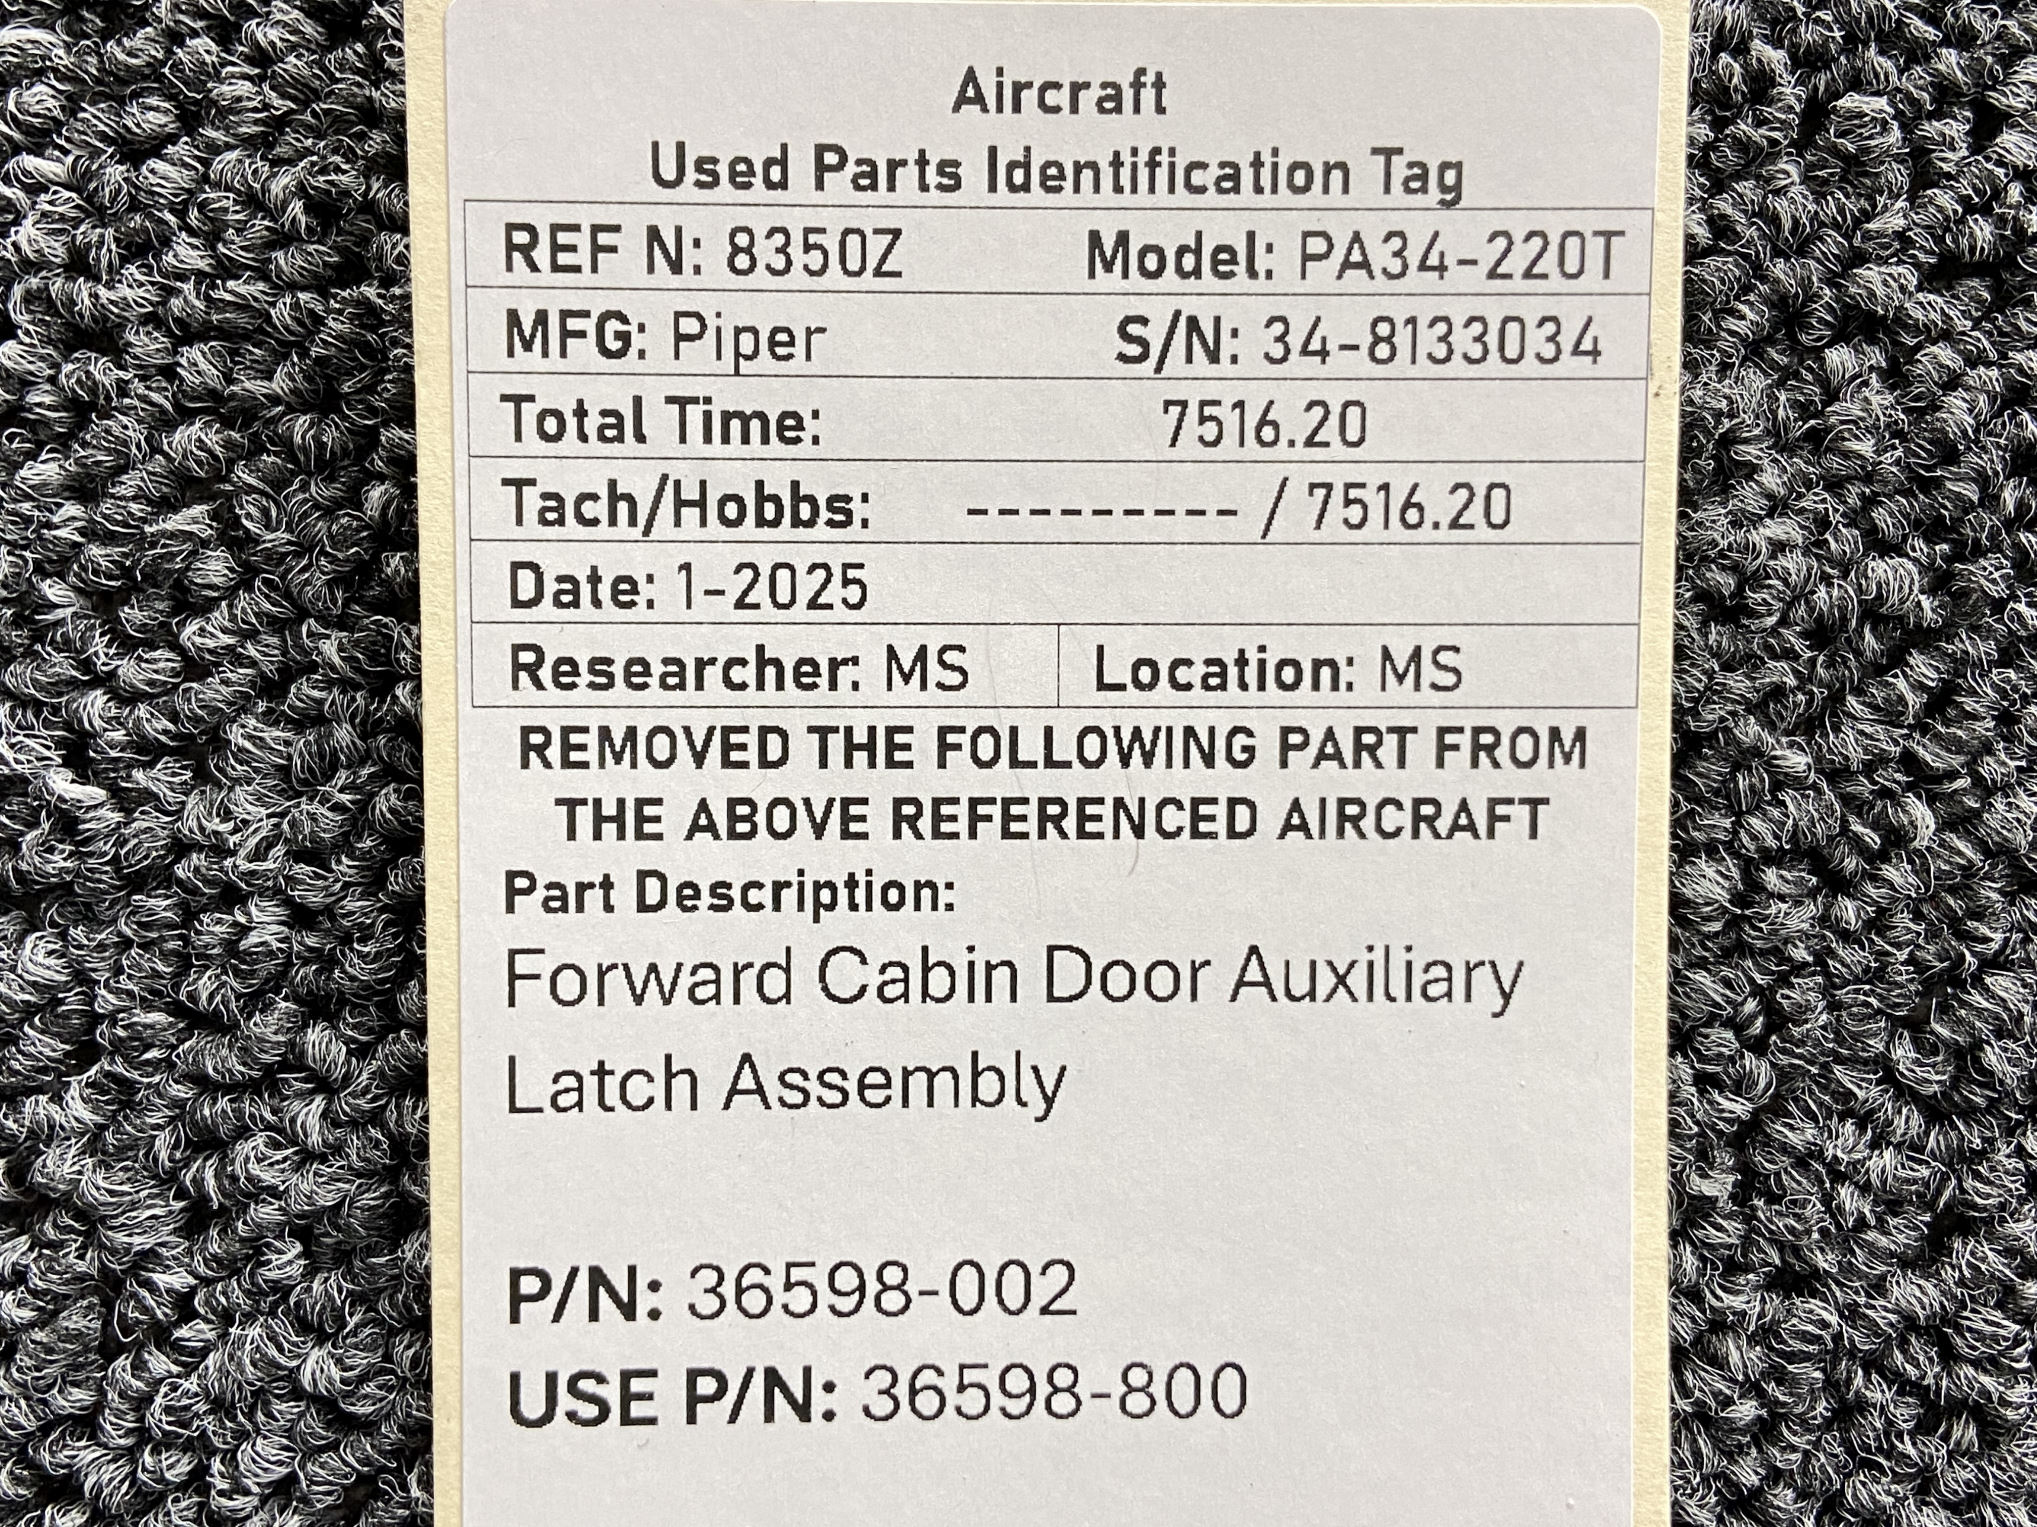 Aircraft
Used Parts Identification Tag
REF N: 8350Z Model: PA34-220T
MFG: Piper S/N: 34-8133034
Total Time: 7516.20
Tach/Hobbs: --------- / 7516.20
Date: 1-2025
Researcher: MS Location: MS
REMOVED THE FOLLOWING PART FROM
THE ABOVE REFERENCED AIRCRAFT
Part Description:
Forward Cabin Door Auxiliary
Latch Assembly
P/N: 36598-002
USE P/N: 36598-800